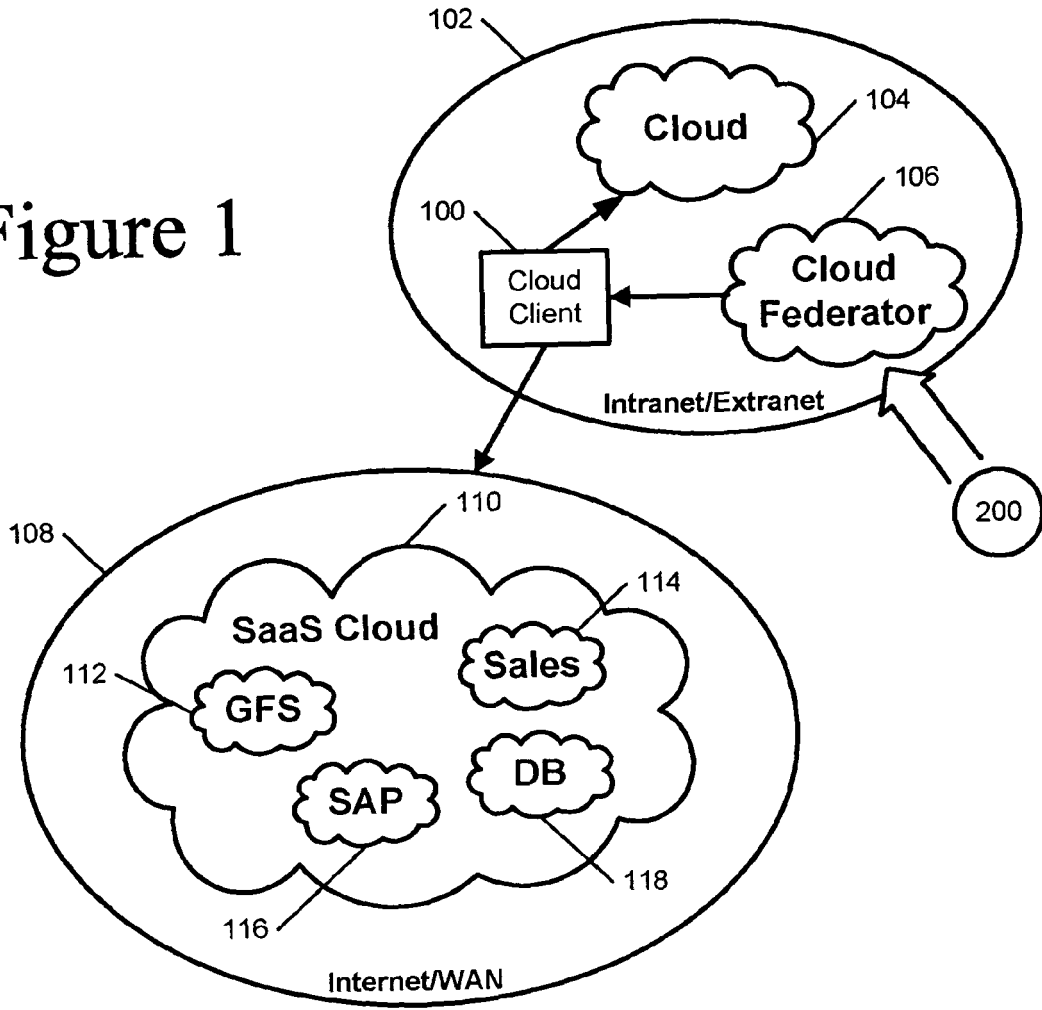 102
Cloud
104
Figure 1
100
106
Cloud
Client
Cloud
Federator
Intranet/Extranet
200
108
110
SaaS Cloud
114
Sales
112
GFS
DB
SAP
118
116
Internet/WAN